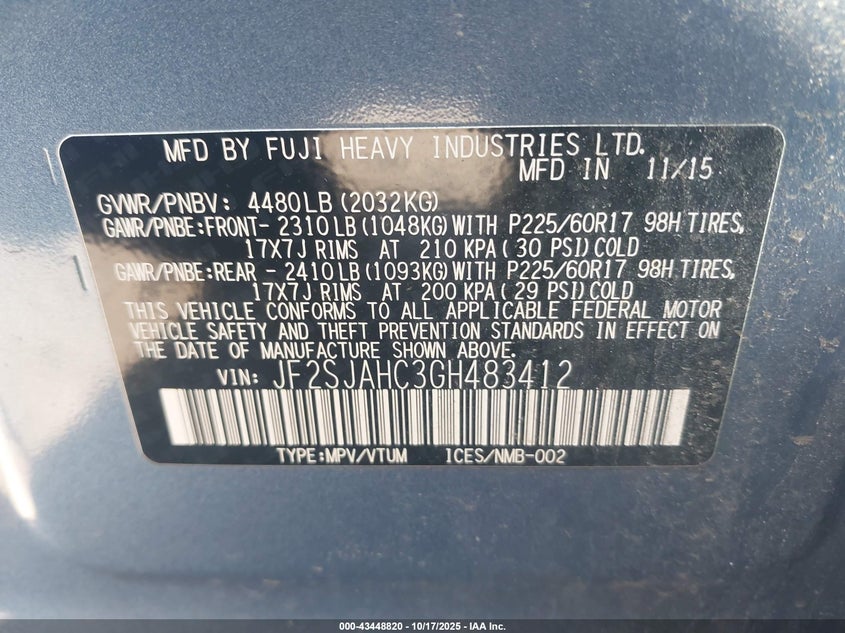 MFD BY FUJI HEAVY INDUSTRIES LTD.
MFD IN 11/15
GVWR/PNBV: 4480LB(2032KG)
GAWR/PNBE:FRONT- 2310LB(1048KG)WITH P225/60R17 98H TIRES,
17X7J RIMS AT 210 KPA(30 PSI)COLD
GAWR/PNBE:REAR - 2410LB(1093KG)WITH P225/60R17 98H TIRES,
17X7J RIMS AT 200 KPA(29 PSI)COLD
THIS VEHICLE CONFORMS TO ALL APPLICABLE FEDERAL MOTOR
VEHICLE SAFETY AND THEFT PREVENTION STANDARDS IN EFFECT ON
THE DATE OF MANUFACTURE SHOWN ABOVE.
VIN: JF2SJAHC3GH483412
TYPE:MPV/VTUM ICES/NMB-002
000-43448820 - 10/17/2025 - IAA Inc.